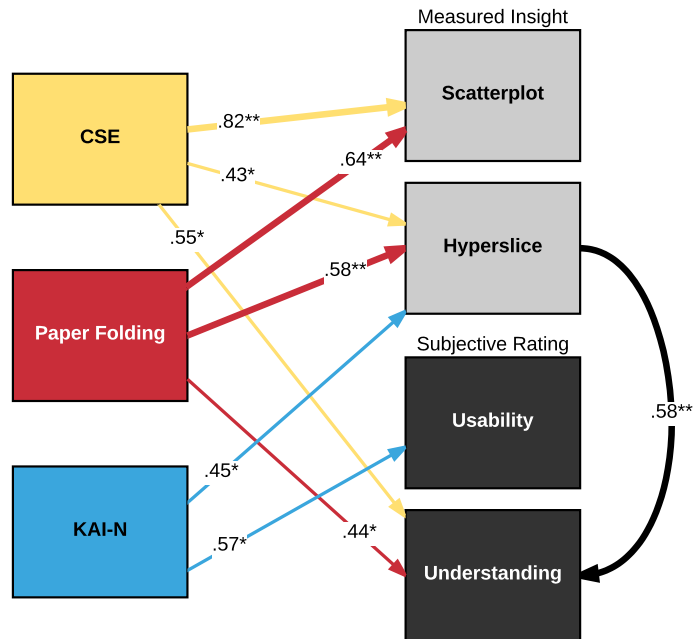 Measured Insight
Scatterplot
CSE
.82**
.64**
.43*
.55*
Hyperslice
.58**
Paper Folding
Subjective Rating
Usability
.58**
.45*
KAI-N
.57*
.44*
Understanding